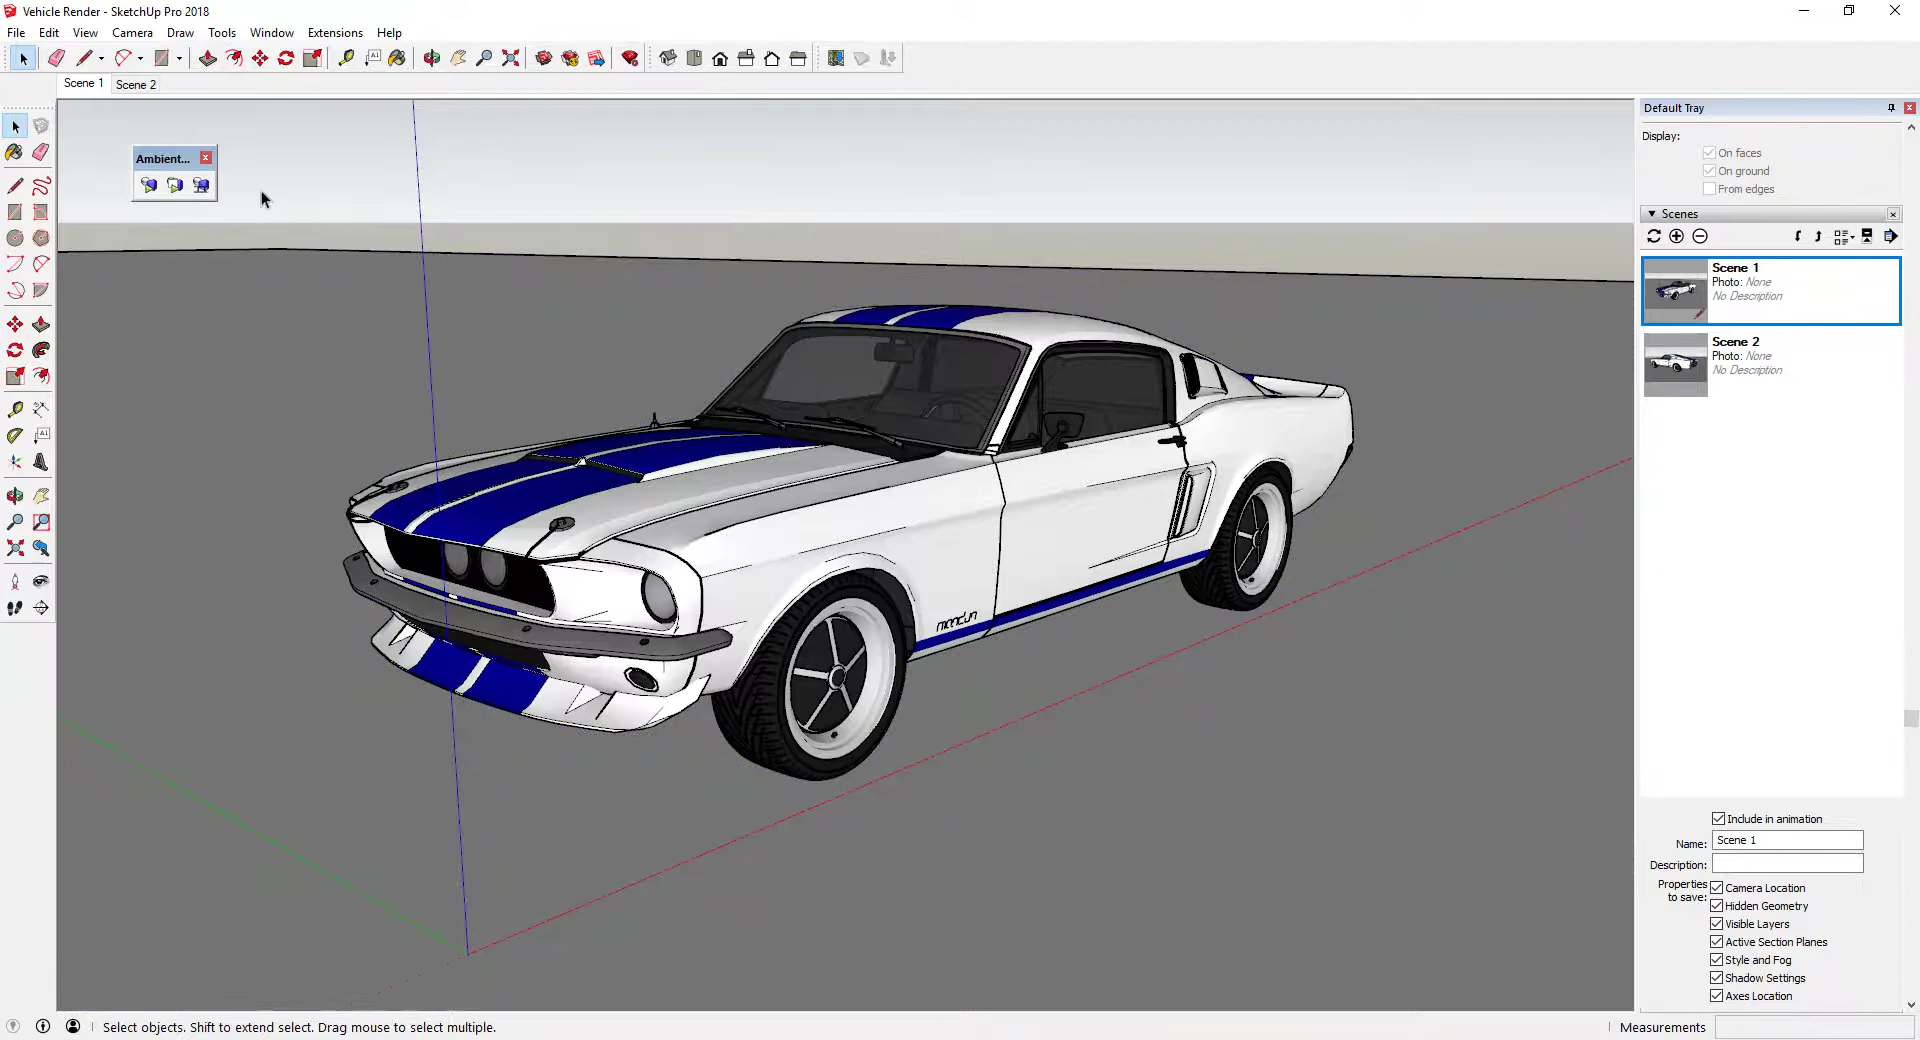 Vehicle Render - SketchUp Pro 2018
File Edit View Camera Draw Tools Window Extensions Help
Scene 1 Scene 2
Ambient...
Default Tray
Display:
On faces
On ground
From edges
Scenes
Scene 1
Photo: None
No Description
Scene 2
Photo: None
No Description
Include in animation
Name: Scene 1
Description:
Properties to save:
Camera Location
Hidden Geometry
Visible Layers
Active Section Planes
Style and Fog
Shadow Settings
Axes Location
Select objects. Shift to extend select. Drag mouse to select multiple.
Measurements